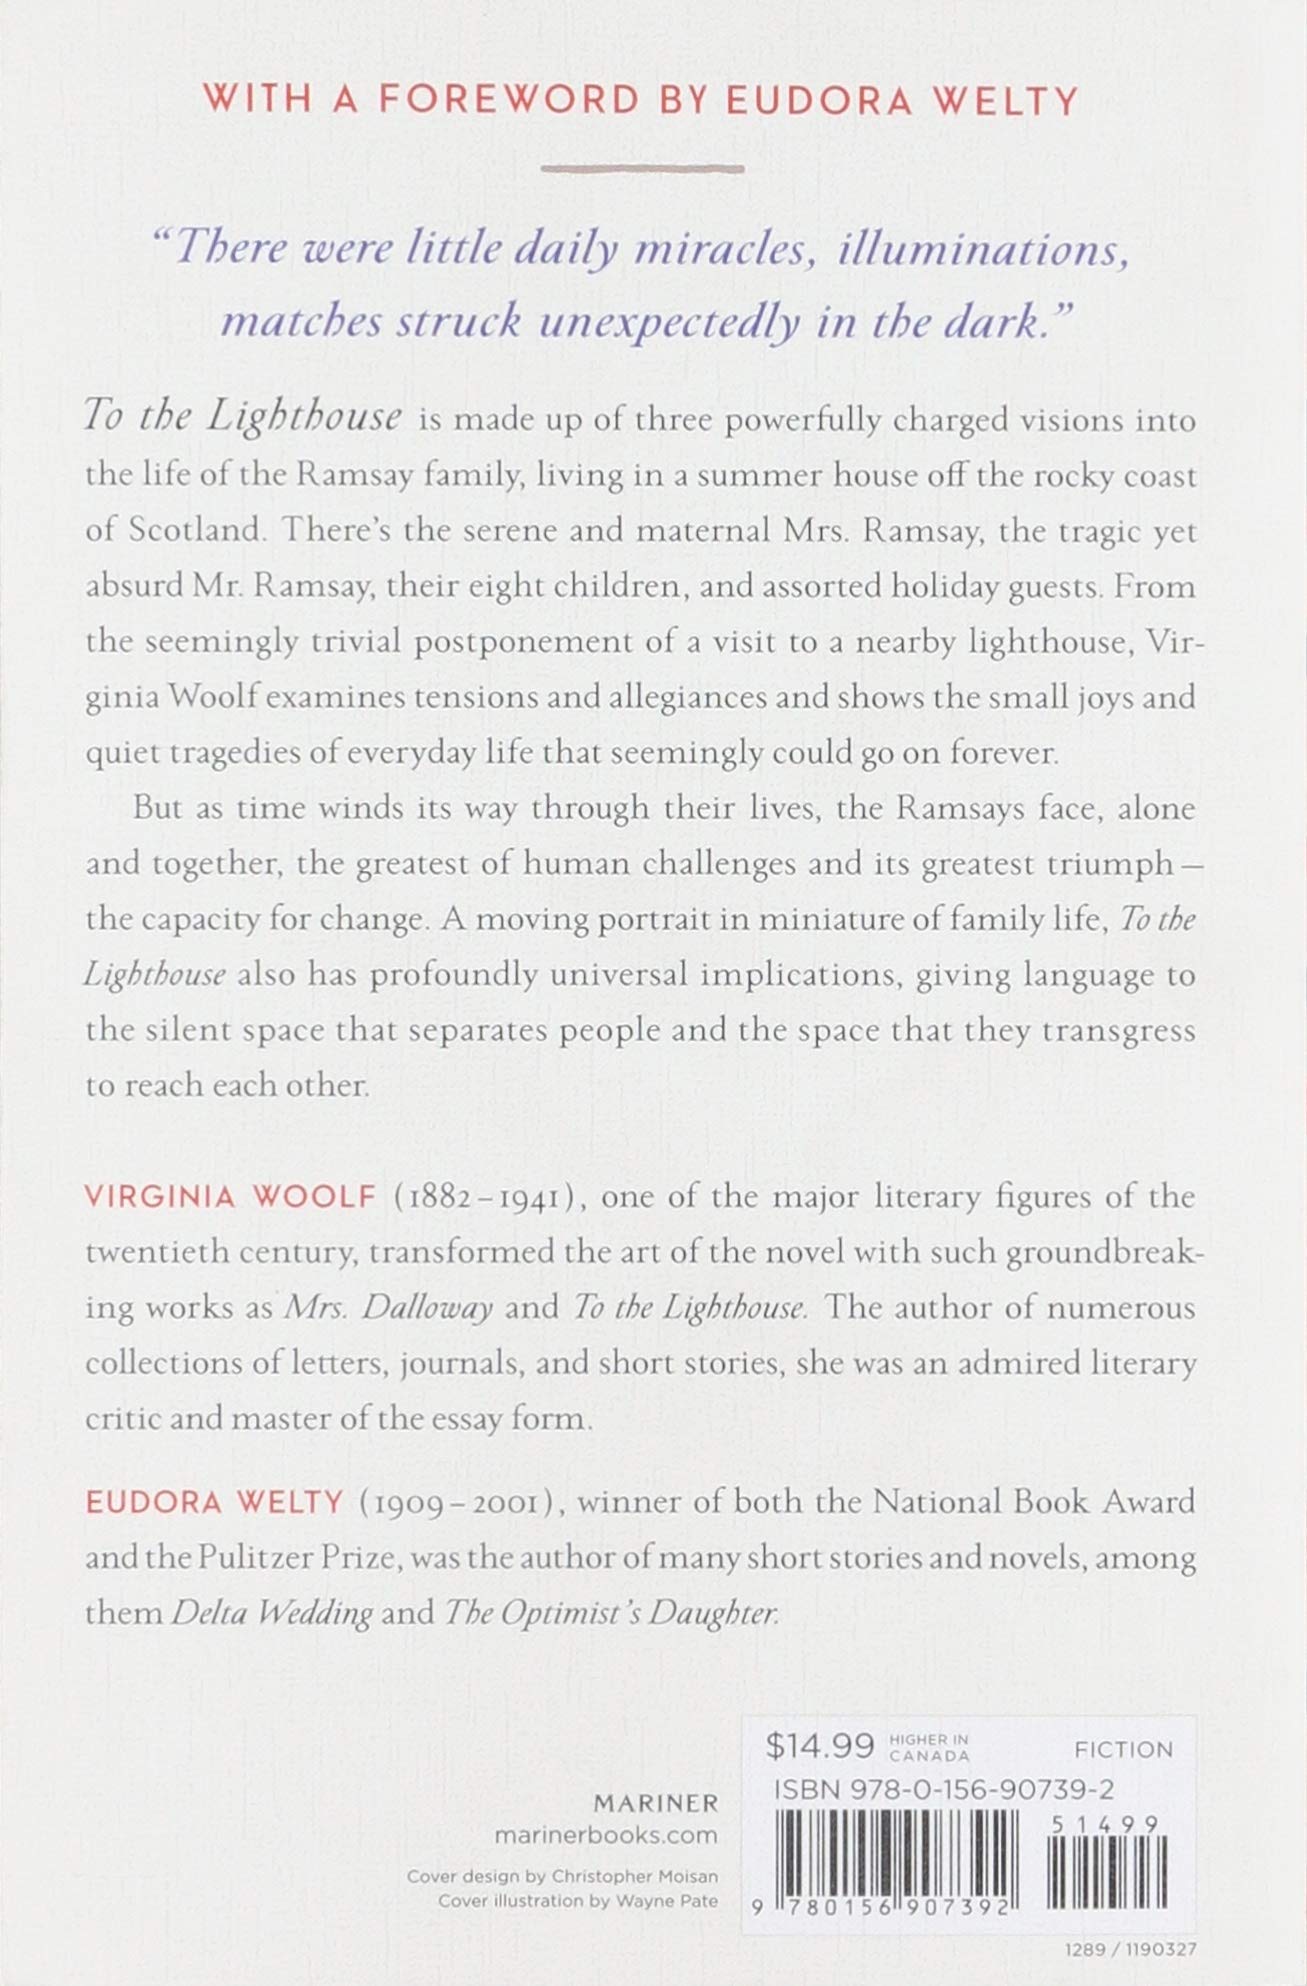 WITH A FOREWORD BY EUDORA WELTY
“There were little daily miracles, illuminations,
matches struck unexpectedly in the dark.”
To the Lighthouse is made up of three powerfully charged visions into
the life of the Ramsay family, living in a summer house off the rocky coast
of Scotland. There’s the serene and maternal Mrs. Ramsay, the tragic yet
absurd Mr. Ramsay, their eight children, and assorted holiday guests. From
the seemingly trivial postponement of a visit to a nearby lighthouse, Vir-
ginia Woolf examines tensions and allegiances and shows the small joys and
quiet tragedies of everyday life that seemingly could go on forever.
But as time winds its way through their lives, the Ramsays face, alone
and together, the greatest of human challenges and its greatest triumph—
the capacity for change. A moving portrait in miniature of family life, To the
Lighthouse also has profoundly universal implications, giving language to
the silent space that separates people and the space that they transgress
to reach each other.
VIRGINIA WOOLF (1882–1941), one of the major literary figures of the
twentieth century, transformed the art of the novel with such groundbreak-
ing works as Mrs. Dalloway and To the Lighthouse. The author of numerous
collections of letters, journals, and short stories, she was an admired literary
critic and master of the essay form.
EUDORA WELTY (1909–2001), winner of both the National Book Award
and the Pulitzer Prize, was the author of many short stories and novels, among
them Delta Wedding and The Optimist’s Daughter.
MARINER
marinerbooks.com
Cover design by Christopher Moisan
Cover illustration by Wayne Pate
$14.99 HIGHER IN
CANADA
FICTION
ISBN 978-0-156-90739-2
51499
9 780156 907392
1289 / 1190327